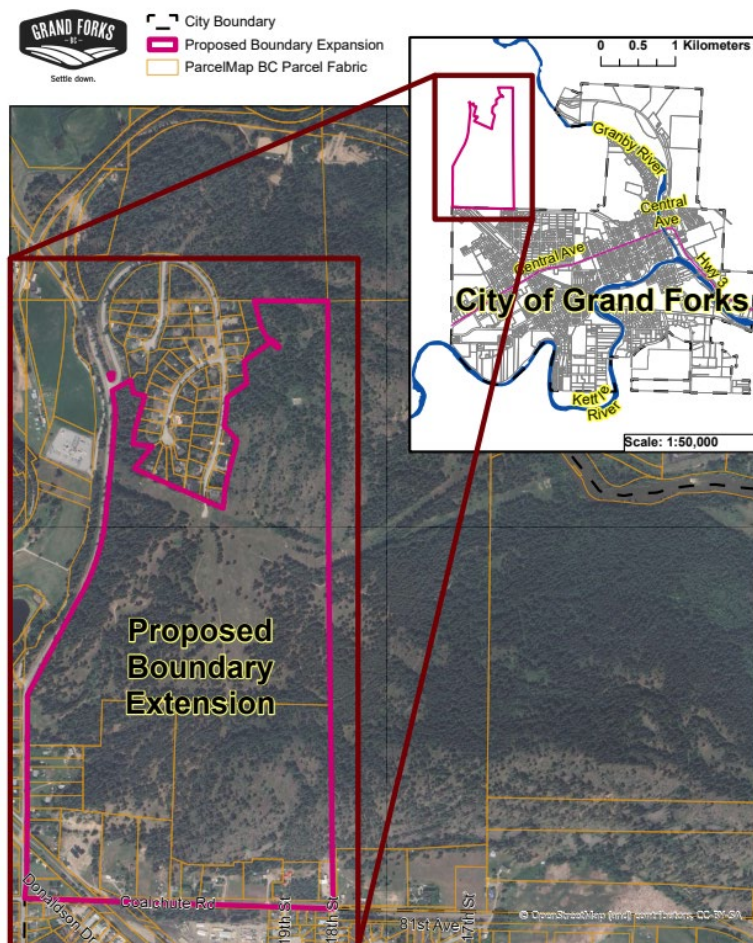 GRAND FORKS
BC
Settle down.
City Boundary
Proposed Boundary Expansion
ParcelMap BC Parcel Fabric
0 0.5 1 Kilometers
Granby River
Central
Ave
Central Ave
Hwy 3
City of Grand Forks
Kettle
River
Scale: 1:50,000
Proposed
Boundary
Extension
Donaldson Dr
Coalchute Rd
19th St
18th St
81st Ave
17th St
© OpenStreetMap (and) contributors, CC-BY-SA